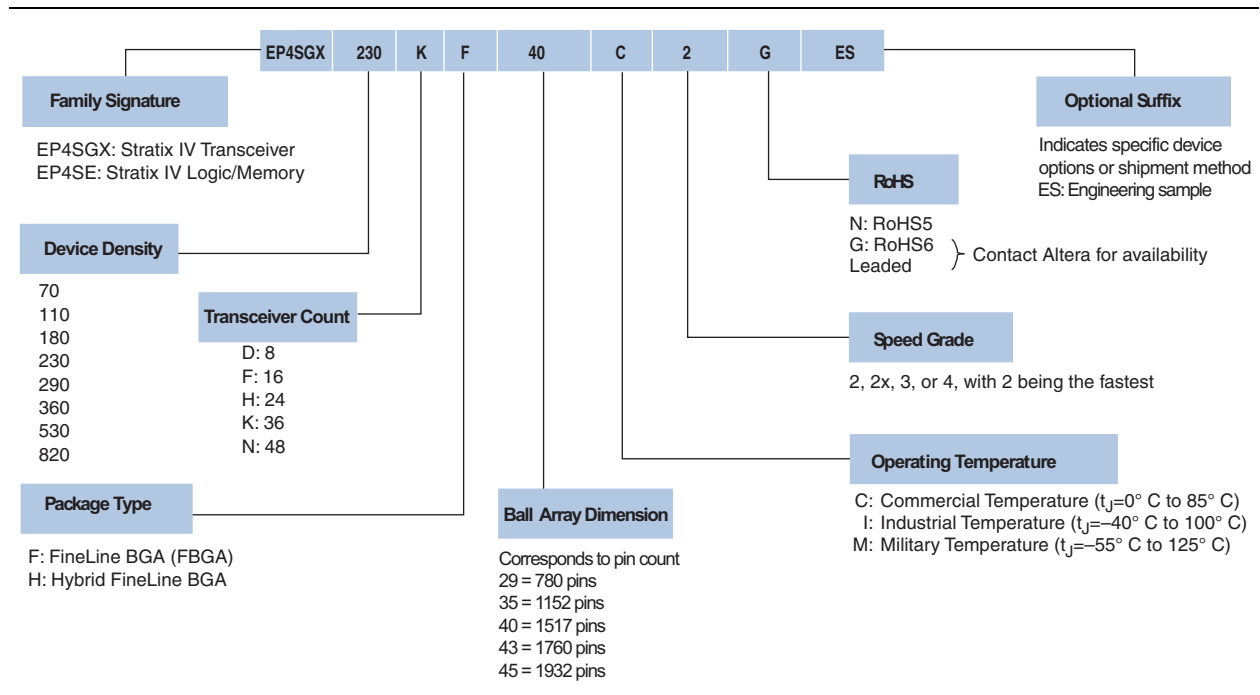 EP4SGX 230 K F 40 C 2 G ES
Family Signature
EP4SGX: Stratix IV Transceiver
EP4SE: Stratix IV Logic/Memory
Optional Suffix
Indicates specific device
options or shipment method
ES: Engineering sample
RoHS
N: RoHS5
G: RoHS6
Leaded
Contact Altera for availability
Device Density
70
110
180
230
290
360
530
820
Transceiver Count
D: 8
F: 16
H: 24
K: 36
N: 48
Speed Grade
2, 2x, 3, or 4, with 2 being the fastest
Package Type
F: FineLine BGA (FBGA)
H: Hybrid FineLine BGA
Ball Array Dimension
Corresponds to pin count
29 = 780 pins
35 = 1152 pins
40 = 1517 pins
43 = 1760 pins
45 = 1932 pins
Operating Temperature
C: Commercial Temperature (tJ=0° C to 85° C)
I: Industrial Temperature (tJ=–40° C to 100° C)
M: Military Temperature (tJ=–55° C to 125° C)